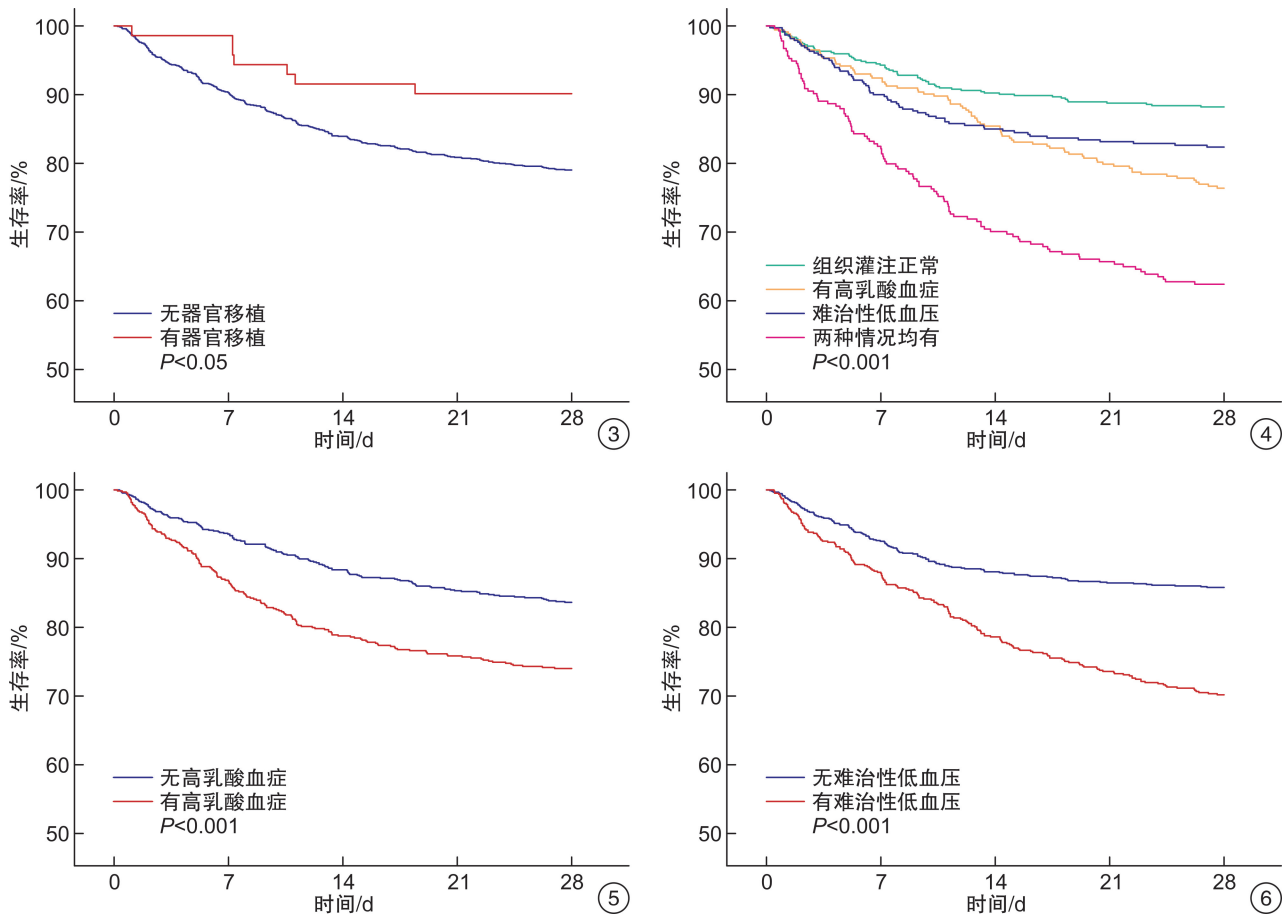 100
90
80
70
60
50
生存率/%
无器官移植
有器官移植
P<0.05
0 7 14 21 28
时间/d
③
100
90
80
70
60
50
生存率/%
组织灌注正常
有高乳酸血症
难治性低血压
两种情况均有
P<0.001
0 7 14 21 28
时间/d
④
100
90
80
70
60
50
生存率/%
无高乳酸血症
有高乳酸血症
P<0.001
0 7 14 21 28
时间/d
⑤
100
90
80
70
60
50
生存率/%
无难治性低血压
有难治性低血压
P<0.001
0 7 14 21 28
时间/d
⑥